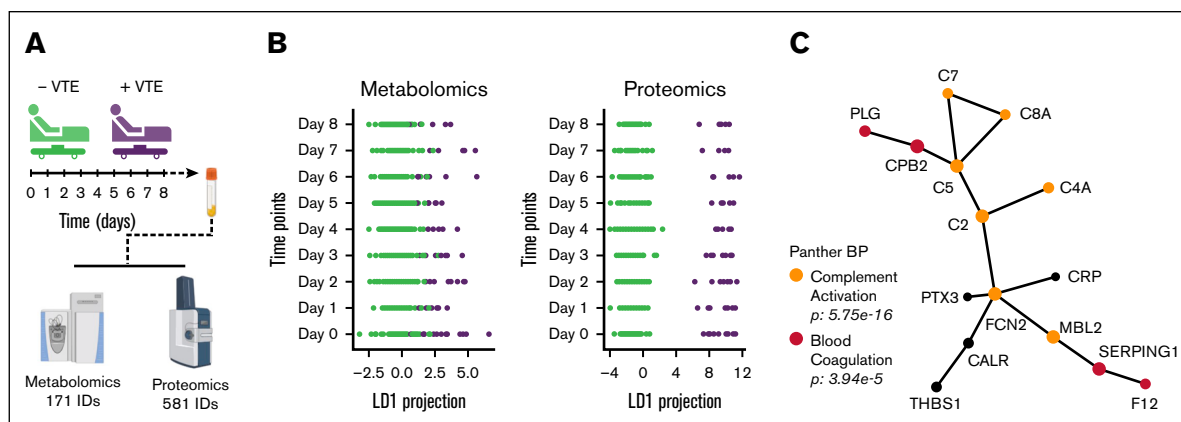 A
– VTE
+ VTE
0 1 2 3 4 5 6 7 8
Time (days)
Metabolomics
171 IDs
Proteomics
581 IDs
B
Metabolomics
Time points
Day 8
Day 7
Day 6
Day 5
Day 4
Day 3
Day 2
Day 1
Day 0
–2.5 0.0 2.5 5.0
LD1 projection
Proteomics
Time points
Day 8
Day 7
Day 6
Day 5
Day 4
Day 3
Day 2
Day 1
Day 0
–4 0 4 8 12
LD1 projection
C
C7
C8A
PLG
CPB2
C5
C4A
C2
Panther BP
Complement
Activation
p: 5.75e-16
Blood
Coagulation
p: 3.94e-5
CRP
PTX3
FCN2
MBL2
CALR
SERPING1
THBS1
F12